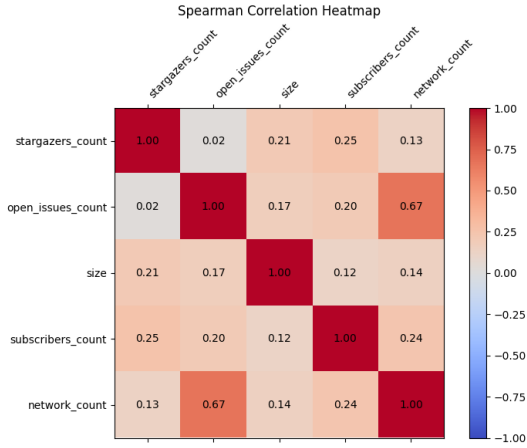 Spearman Correlation Heatmap
stargazers_count
open_issues_count
size
subscribers_count
network_count
stargazers_count 1.00 0.02 0.21 0.25 0.13
open_issues_count 0.02 1.00 0.17 0.20 0.67
size 0.21 0.17 1.00 0.12 0.14
subscribers_count 0.25 0.20 0.12 1.00 0.24
network_count 0.13 0.67 0.14 0.24 1.00
1.00
0.75
0.50
0.25
0.00
−0.25
−0.50
−0.75
−1.00